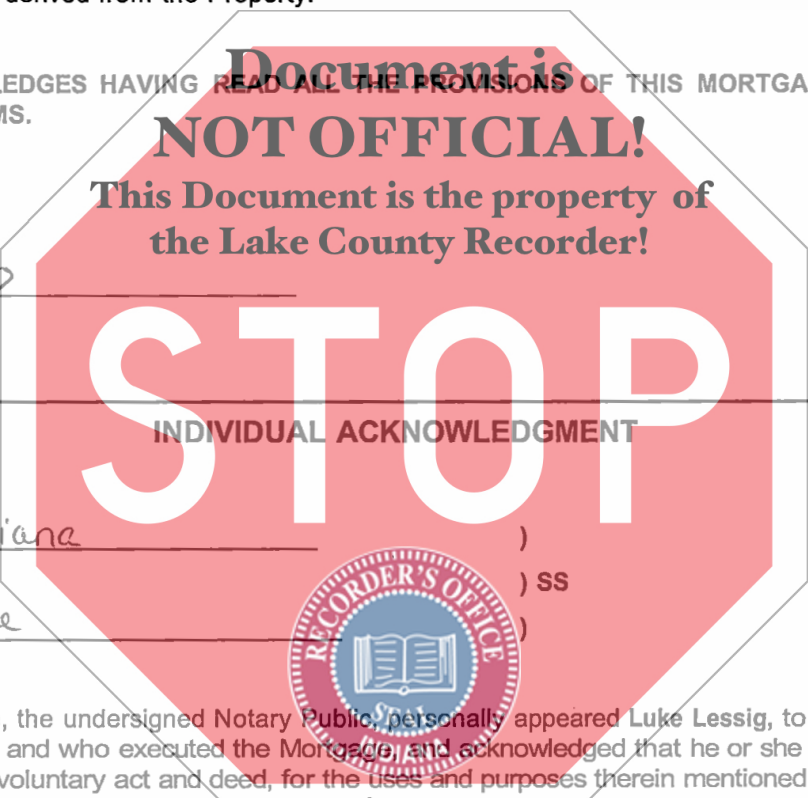 derived from the Property.
Document is
LEDGES HAVING READ ALL THE PROVISIONS OF THIS MORTGA
MS.
NOT OFFICIAL!
This Document is the property of
the Lake County Recorder!
STOP
INDIVIDUAL ACKNOWLEDGMENT
iana )
) SS
e )
RECORDER'S OFFICE
SEAL
INDIANA
, the undersigned Notary Public, personally appeared Luke Lessig, to
and who executed the Mortgage, and acknowledged that he or she
voluntary act and deed, for the uses and purposes therein mentioned